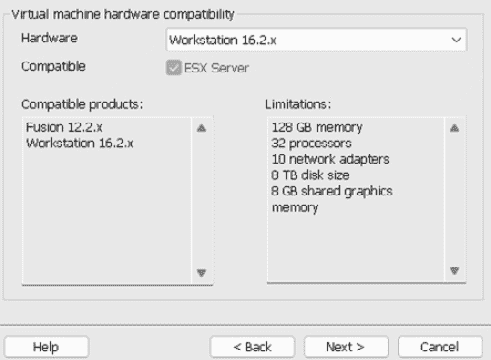 Virtual machine hardware compatibility
Hardware
Workstation 16.2.x
Compatible
ESX Server
Compatible products:
Fusion 12.2.x
Workstation 16.2.x
Limitations:
128 GB memory
32 processors
10 network adapters
0 TB disk size
8 GB shared graphics
memory
Help
< Back
Next >
Cancel